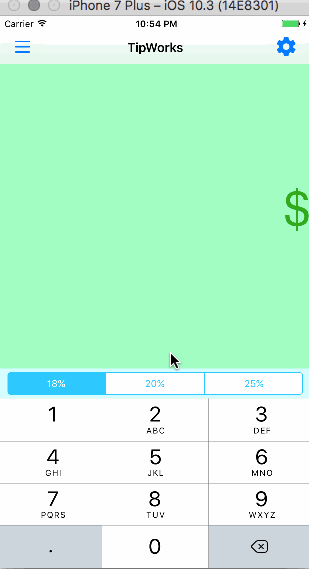 iPhone 7 Plus – iOS 10.3 (14E8301)
Carrier 10:54 PM
TipWorks
$
18% 20% 25%
1 2 3
ABC DEF
4 5 6
GHI JKL MNO
7 8 9
PQRS TUV WXYZ
. 0